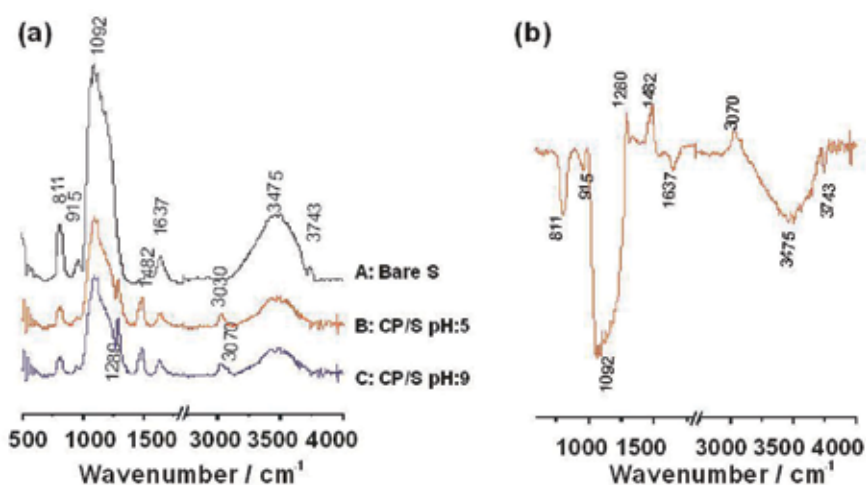 (a)
1092
811
915
1637
3475
3743
A: Bare S
1482
3030
B: CP/S pH:5
1280
3070
C: CP/S pH:9
500 1000 1500 3000 3500 4000
Wavenumber / cm-1
(b)
1280
1482
3070
811
915
1637
3475
3743
1092
1000 1500 3000 3500 4000
Wavenumber / cm-1